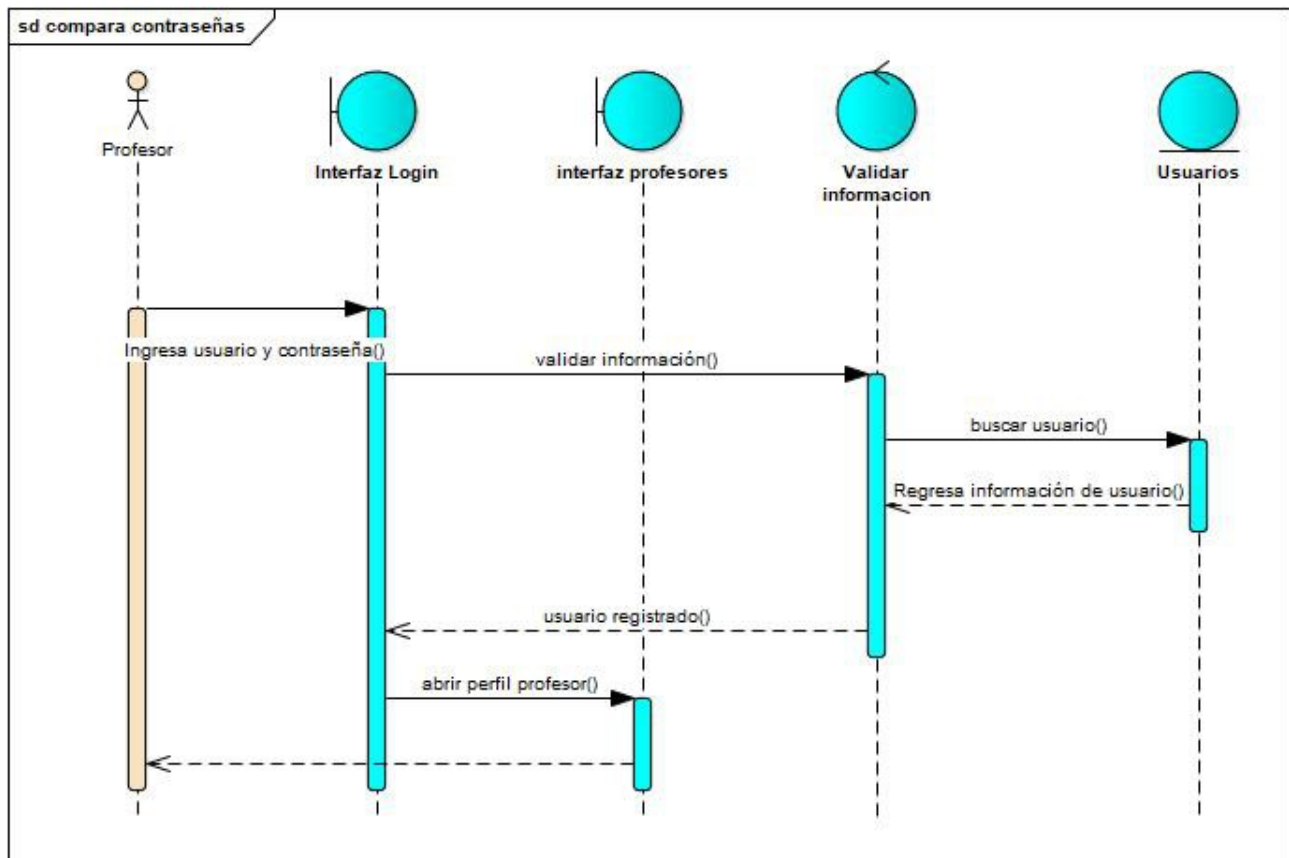 sd compara contraseñas
Profesor
Interfaz Login
interfaz profesores
Validar
informacion
Usuarios
Ingresa usuario y contraseña()
validar información()
buscar usuario()
Regresa información de usuario()
usuario registrado()
abrir perfil profesor()